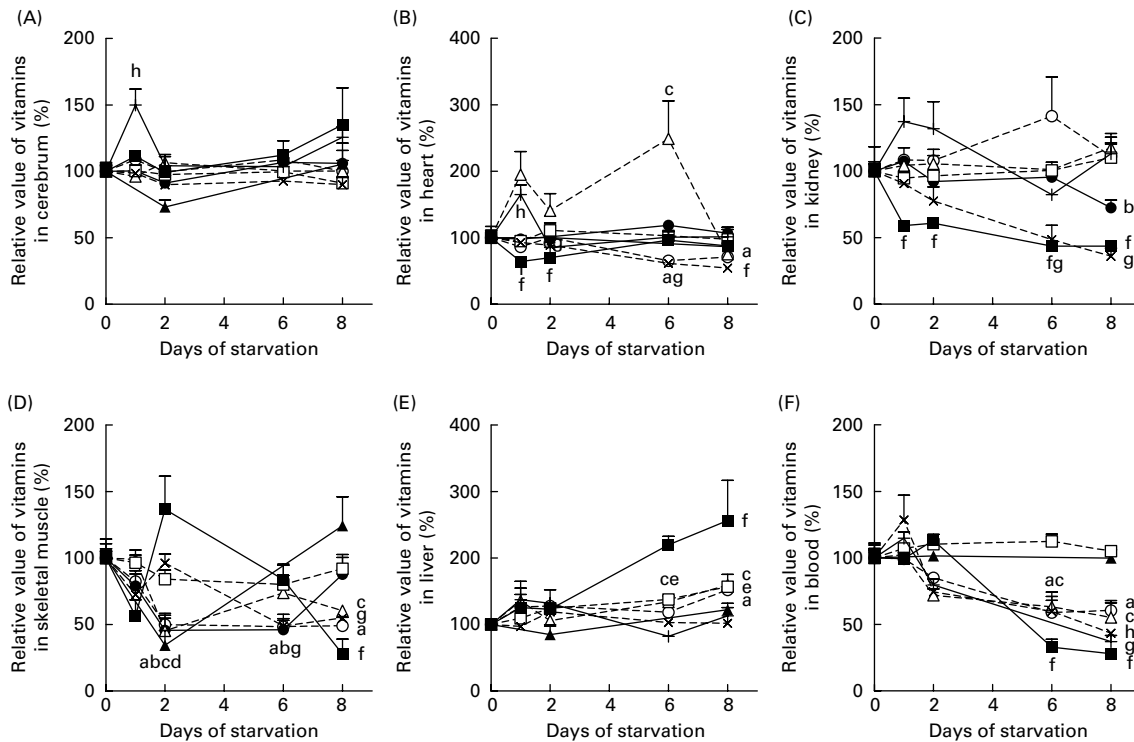 (A)
Relative value of vitamins
in cerebrum (%)
200
150
100
50
0
h
0 2 4 6 8
Days of starvation
(B)
Relative value of vitamins
in heart (%)
400
300
200
100
0
c
h
a
f f ag f
0 2 4 6 8
Days of starvation
(C)
Relative value of vitamins
in kidney (%)
200
150
100
50
0
b
f f fg f
g
0 2 4 6 8
Days of starvation
(D)
Relative value of vitamins
in skeletal muscle (%)
200
150
100
50
0
c
g
a
f
abcd abg
0 2 4 6 8
Days of starvation
(E)
Relative value of vitamins
in liver (%)
400
300
200
100
0
f
ce
c
e
a
0 2 4 6 8
Days of starvation
(F)
Relative value of vitamins
in blood (%)
200
150
100
50
0
ac
a
c
h
g
f f
0 2 4 6 8
Days of starvation